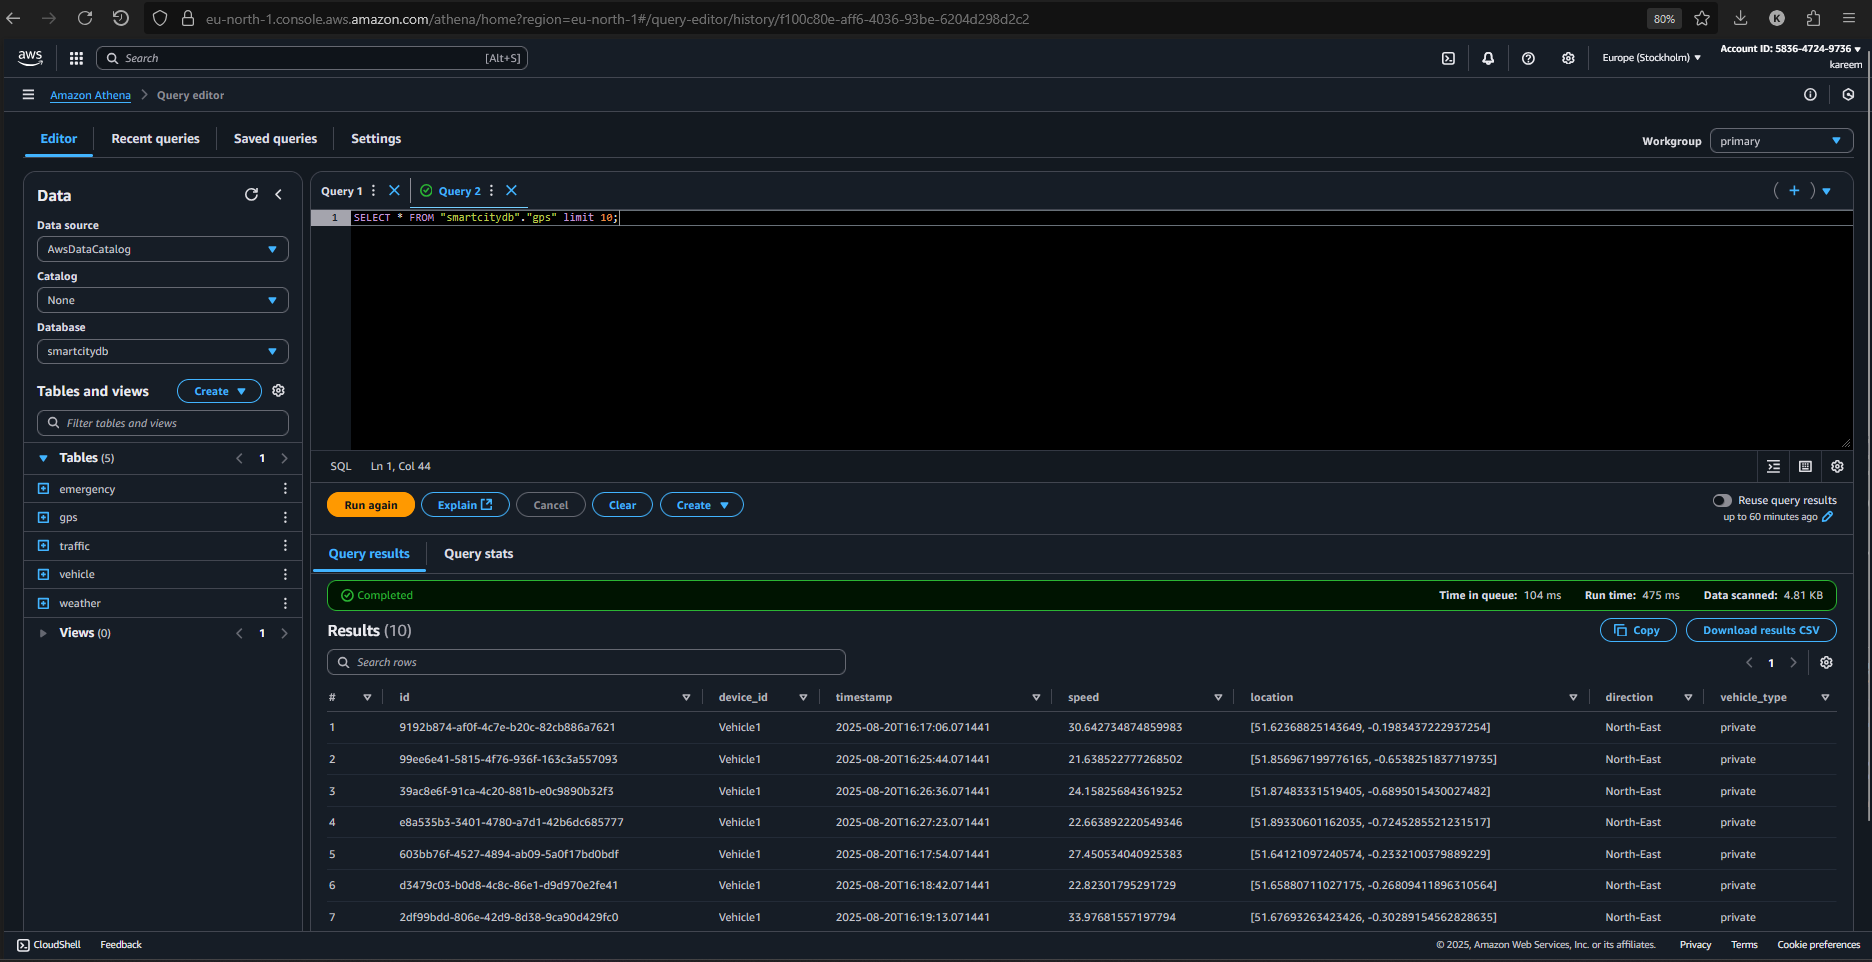 eu-north-1.console.aws.amazon.com/athena/home?region=eu-north-1#/query-editor/history/f100c80e-aff6-4036-93be-6204d298d2c2
80%
K
aws
Search
[Alt+S]
Europe (Stockholm)
Account ID: 5836-4724-9736
kareem
Amazon Athena
Query editor
Editor
Recent queries
Saved queries
Settings
Workgroup
primary
Data
Data source
AwsDataCatalog
Catalog
None
Database
smartcitydb
Tables and views
Create
Filter tables and views
Tables (5)
1
emergency
gps
traffic
vehicle
weather
Views (0)
1
Query 1
Query 2
1
SELECT * FROM "smartcitydb"."gps" limit 10;
SQL
Ln 1, Col 44
Run again
Explain
Cancel
Clear
Create
Reuse query results
up to 60 minutes ago
Query results
Query stats
Completed
Time in queue: 104 ms
Run time: 475 ms
Data scanned: 4.81 KB
Results (10)
Copy
Download results CSV
Search rows
1
# id device_id timestamp speed location direction vehicle_type
1 9192b874-af0f-4c7e-b20c-82cb886a7621 Vehicle1 2025-08-20T16:17:06.071441 30.642734874859983 [51.62368825143649, -0.1983437222937254] North-East private
2 99ee6e41-5815-4f76-936f-163c3a557093 Vehicle1 2025-08-20T16:25:44.071441 21.638522777268502 [51.856967199776165, -0.6538251837719735] North-East private
3 39ac8e6f-91ca-4c20-881b-e0c9890b32f3 Vehicle1 2025-08-20T16:26:36.071441 24.158256843619252 [51.87483331519405, -0.6895015430027482] North-East private
4 e8a535b3-3401-4780-a7d1-42b6dc685777 Vehicle1 2025-08-20T16:27:23.071441 22.663892220549346 [51.89330601162035, -0.7245285521231517] North-East private
5 603bb76f-4527-4894-ab09-5a0f17bd0bdf Vehicle1 2025-08-20T16:17:54.071441 27.450534040925383 [51.64121097240574, -0.2332100379889229] North-East private
6 d3479c03-b0d8-4c8c-86e1-d9d970e2fe41 Vehicle1 2025-08-20T16:18:42.071441 22.82301795291729 [51.65880711027175, -0.26809411896310564] North-East private
7 2df99bdd-806e-42d9-8d38-9ca90d429fc0 Vehicle1 2025-08-20T16:19:13.071441 33.97681557197794 [51.67693263423426, -0.30289154562828635] North-East private
CloudShell
Feedback
© 2025, Amazon Web Services, Inc. or its affiliates.
Privacy
Terms
Cookie preferences